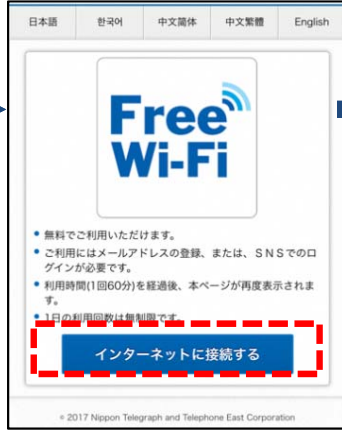 日本語 한국어 中文简体 中文繁體 English
Free
Wi-Fi
• 無料でご利用いただけます。
• ご利用にはメールアドレスの登録、または、ＳＮＳでのロ
グインが必要です。
• 利用時間(1回60分)を経過後、本ページが再度表示されま
す。
• 1日の利用回数は無制限です。
インターネットに接続する
© 2017 Nippon Telegraph and Telephone East Corporation